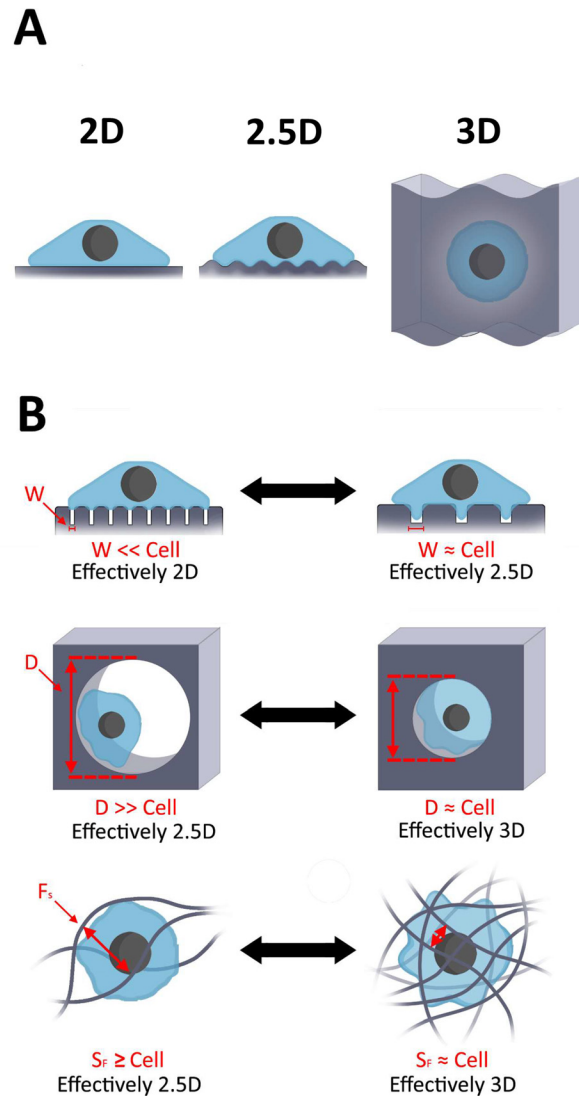 A
2D 2.5D 3D
B
W
W << Cell W ≈ Cell
Effectively 2D Effectively 2.5D
D
D >> Cell D ≈ Cell
Effectively 2.5D Effectively 3D
Fs
SF ≥ Cell SF ≈ Cell
Effectively 2.5D Effectively 3D